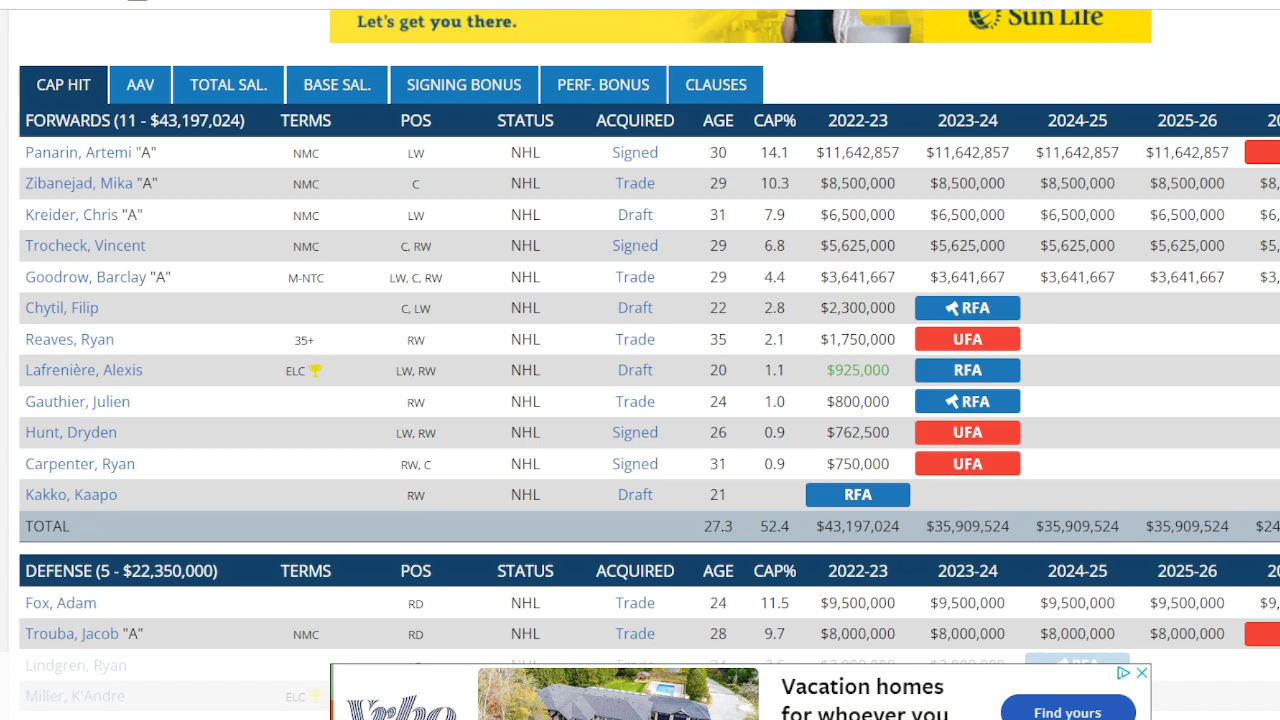 Let's get you there.
Sun Life
CAP HIT AAV TOTAL SAL. BASE SAL. SIGNING BONUS PERF. BONUS CLAUSES
FORWARDS (11 - $43,197,024) TERMS POS STATUS ACQUIRED AGE CAP% 2022-23 2023-24 2024-25 2025-26
Panarin, Artemi "A" NMC LW NHL Signed 30 14.1 $11,642,857 $11,642,857 $11,642,857 $11,642,857
Zibanejad, Mika "A" NMC C NHL Trade 29 10.3 $8,500,000 $8,500,000 $8,500,000 $8,500,000 $8,
Kreider, Chris "A" NMC LW NHL Draft 31 7.9 $6,500,000 $6,500,000 $6,500,000 $6,500,000 $6,
Trocheck, Vincent NMC C, RW NHL Signed 29 6.8 $5,625,000 $5,625,000 $5,625,000 $5,625,000 $5,
Goodrow, Barclay "A" M-NTC LW, C, RW NHL Trade 29 4.4 $3,641,667 $3,641,667 $3,641,667 $3,641,667 $3,
Chytil, Filip C, LW NHL Draft 22 2.8 $2,300,000 RFA
Reaves, Ryan 35+ RW NHL Trade 35 2.1 $1,750,000 UFA
Lafrenière, Alexis ELC LW, RW NHL Draft 20 1.1 $925,000 RFA
Gauthier, Julien RW NHL Trade 24 1.0 $800,000 RFA
Hunt, Dryden LW, RW NHL Signed 26 0.9 $762,500 UFA
Carpenter, Ryan RW, C NHL Signed 31 0.9 $750,000 UFA
Kakko, Kaapo RW NHL Draft 21 RFA
TOTAL 27.3 52.4 $43,197,024 $35,909,524 $35,909,524 $35,909,524 $24
DEFENSE (5 - $22,350,000) TERMS POS STATUS ACQUIRED AGE CAP% 2022-23 2023-24 2024-25 2025-26
Fox, Adam RD NHL Trade 24 11.5 $9,500,000 $9,500,000 $9,500,000 $9,500,000 $9,
Trouba, Jacob "A" NMC RD NHL Trade 28 9.7 $8,000,000 $8,000,000 $8,000,000 $8,000,000
Lindgren, Ryan
Miller, K'Andre ELC
Vrbo
Vacation homes
for whoever you
Find yours